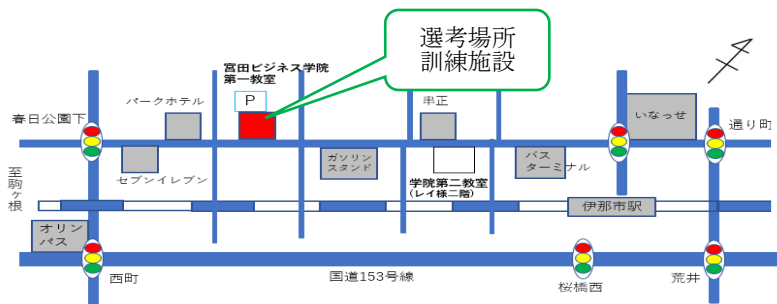 選考場所
訓練施設
宮田ビジネス学院
第一教室
P
パークホテル
串正
いなっせ
春日公園下
通り町
セブンイレブン
ガソリン
スタンド
学院第二教室
(レイ様二階)
バス
ターミナル
至駒ヶ根
伊那市駅
オリン
パス
西町
国道153号線
桜橋西
荒井